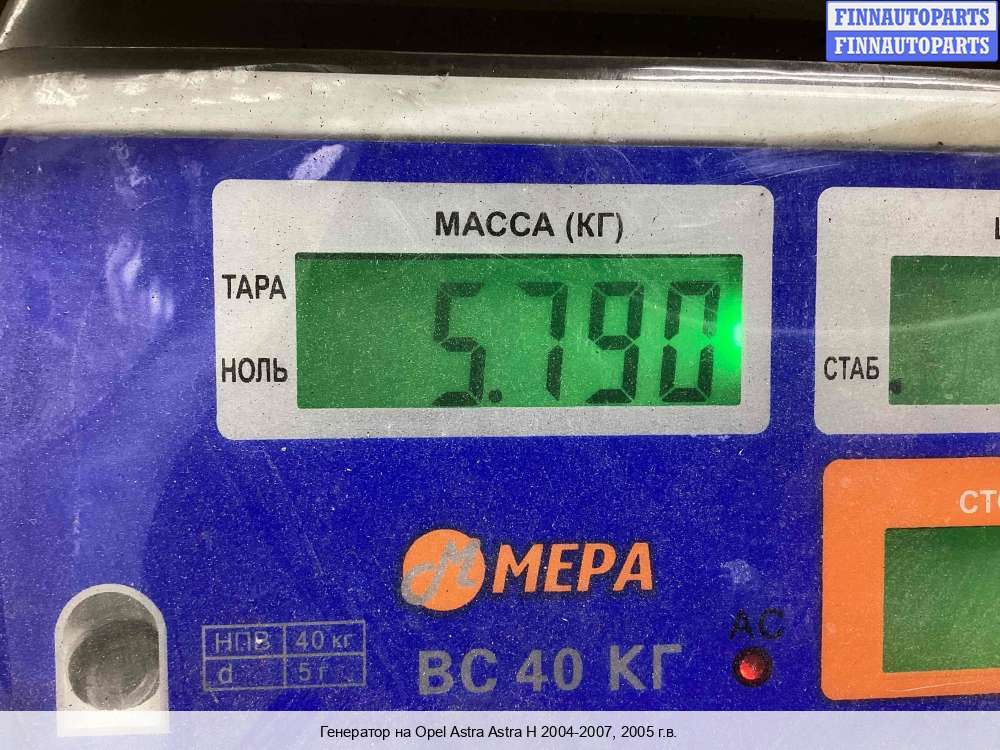 FINNAUTOPARTS
FINNAUTOPARTS
МАССА (КГ)
ТАРА
5.790
НОЛЬ
СТАБ
МЕРА
АС
НПВ 40 кг
d 5 г
ВС 40 КГ
Генератор на Opel Astra Astra H 2004-2007, 2005 г.в.